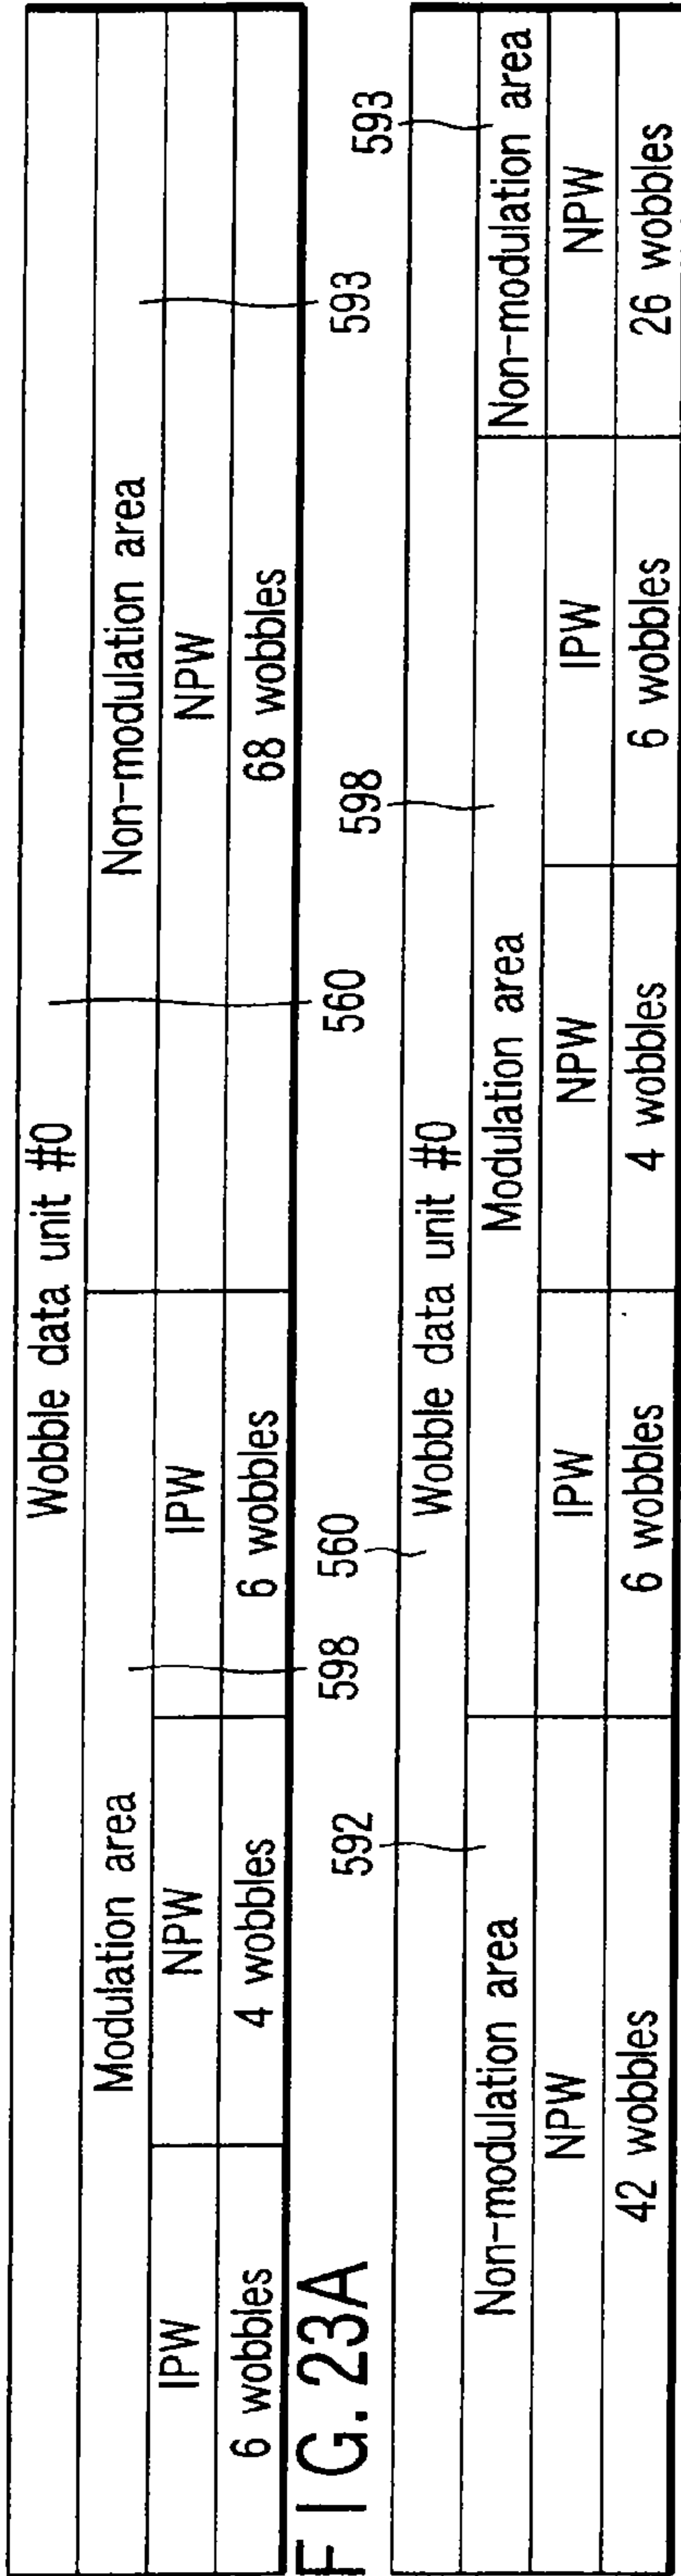 Wobble data unit #0
Modulation area Non-modulation area
IPW NPW IPW NPW
6 wobbles 4 wobbles 6 wobbles 68 wobbles
598 560 593
FIG. 23A
592 560 598 593
Wobble data unit #0
Non-modulation area Modulation area Non-modulation area
NPW IPW NPW IPW NPW
42 wobbles 6 wobbles 4 wobbles 6 wobbles 26 wobbles